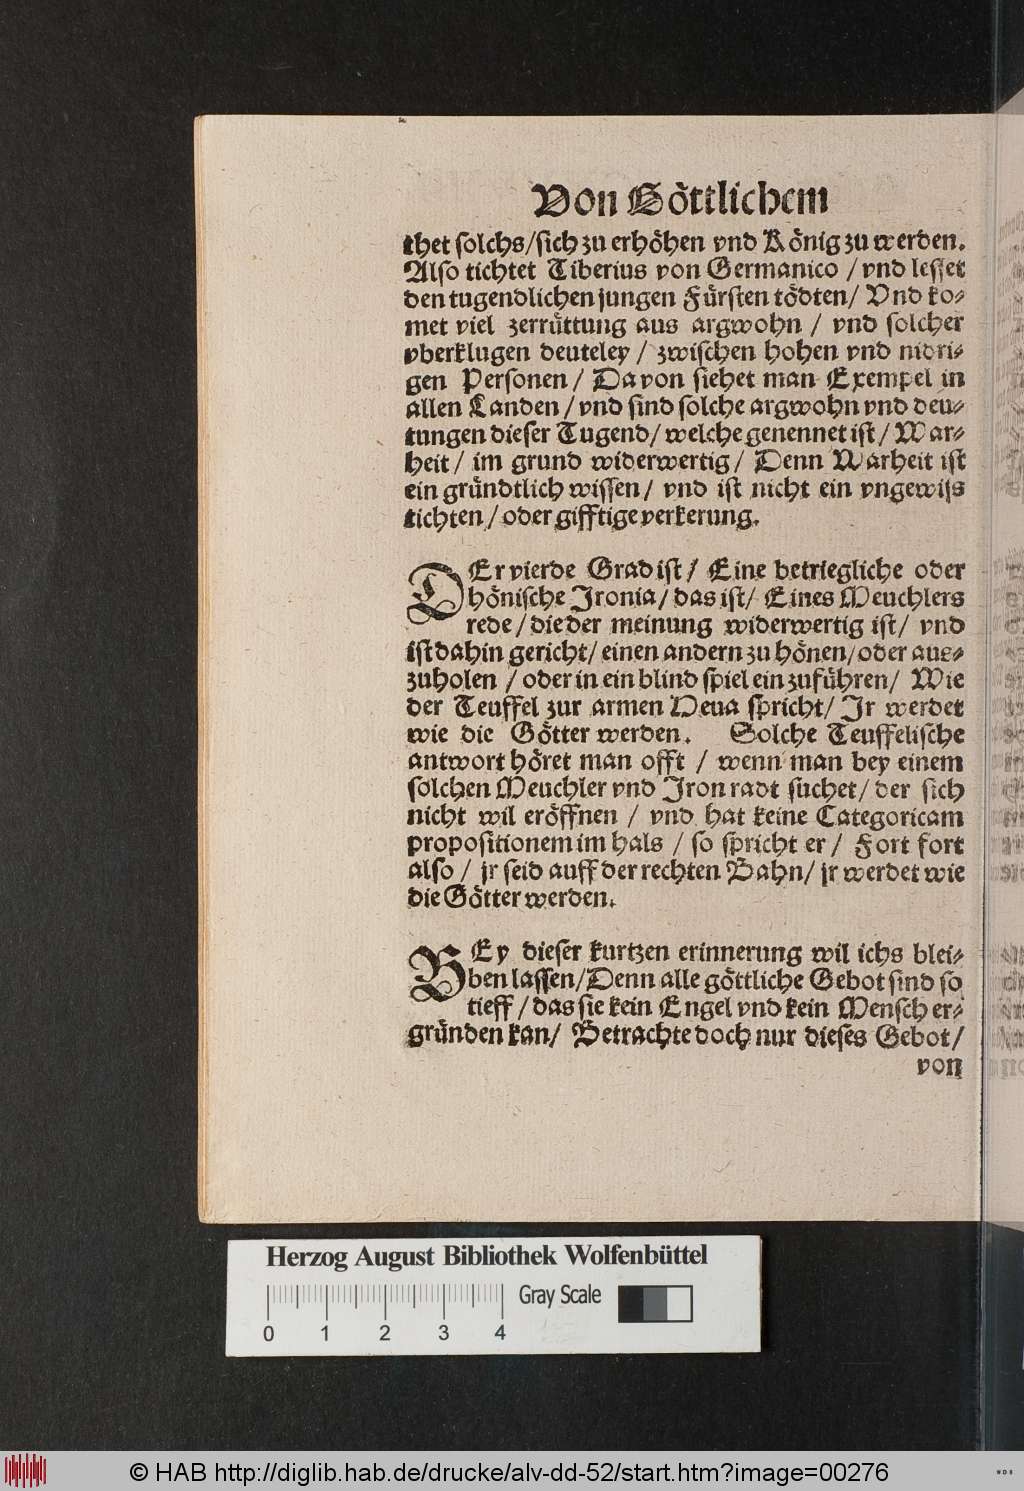 Von Göttlichem
thet solchs/sich zu erhöhen vnd König zu werden.
Also tichtet Tiberius von Germanico /vnd lesset
den tugendlichen jungen Fürsten tödten/ Vnd ko-
met viel zerrüttung aus argwohn / vnd solcher
vberklugen deuteley / zwischen hohen vnd nidri-
gen Personen / Davon siehet man Exempel in
allen Landen /vnd sind solche argwohn vnd deu-
tungen dieser Tugend/ welche genennet ist/ War-
heit/ im grund widerwertig/ Denn Warheit ist
ein gründtlich wissen/ vnd ist nicht ein vngewijs
tichten/ oder gifftige verkerung.
DEr vierde Grad ist/ Eine betriegliche oder
hönische Ironia/ das ist/ Eines Meuchlers
rede/ die der meinung widerwertig ist/ vnd
ist dahin gericht/ einen andern zu hönen/oder aus-
zuholen /oder in ein blind spiel ein zuführen/ Wie
der Teuffel zur armen Heua spricht/ Ir werdet
wie die Götter werden. Solche Teuffelische
antwort höret man offt / wenn man bey einem
solchen Meuchler vnd Iron radt suchet/ der sich
nicht wil eröffnen / vnd hat keine Categoricam
propositionem im hals / so spricht er/ Fort fort
also / jr seid auff der rechten Bahn/ jr werdet wie
die Götter werden.
BEy dieser kurtzen erinnerung wil ichs blei-
ben lassen/Denn alle göttliche Gebot sind so
tieff /das sie kein Engel vnd kein Mensch er-
gründen kan/ Betrachte doch nur dieses Gebot/
von
Herzog August Bibliothek Wolfenbüttel
Gray Scale
0 1 2 3 4
© HAB http://diglib.hab.de/drucke/alv-dd-52/start.htm?image=00276